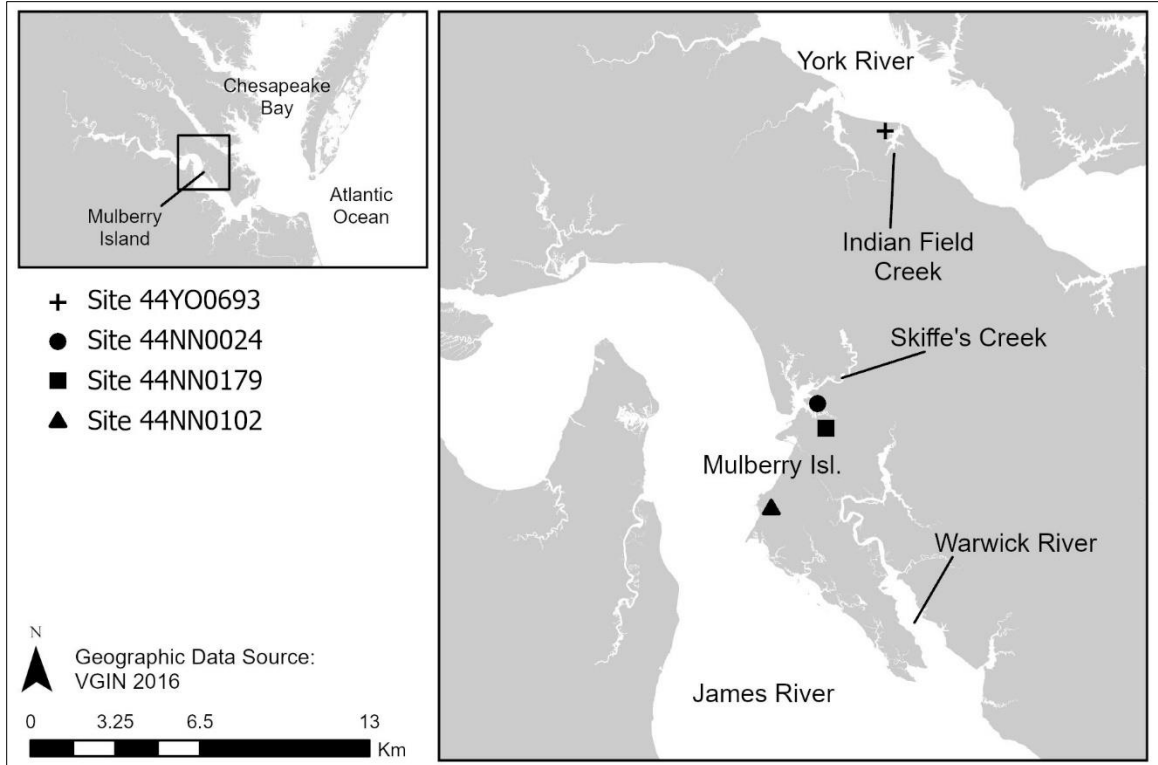 Chesapeake
Bay
Atlantic
Ocean
Mulberry
Island
+ Site 44YO0693
● Site 44NN0024
■ Site 44NN0179
▲ Site 44NN0102
N
Geographic Data Source:
VGIN 2016
0 3.25 6.5 13
Km
York River
Indian Field
Creek
Skiffe's Creek
Mulberry Isl.
Warwick River
James River